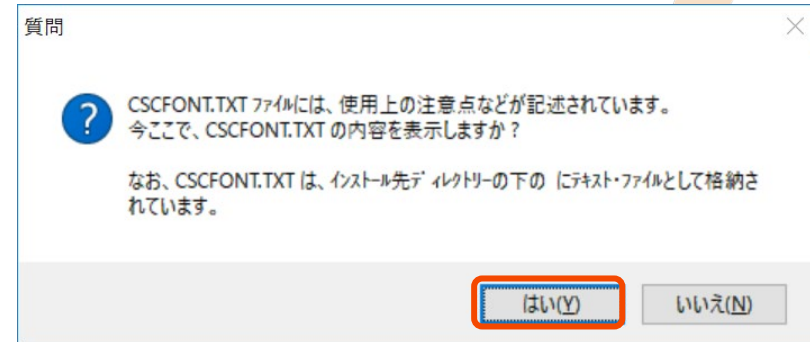 質問
CSCFONT.TXT ﾌｧｲﾙには、使用上の注意点などが記述されています。
今ここで、CSCFONT.TXT の内容を表示しますか？
なお、CSCFONT.TXT は、ｲﾝｽﾄｰﾙ先ﾃﾞｨﾚｸﾄﾘｰの下の にﾃｷｽﾄ･ﾌｧｲﾙとして格納さ
れています。
はい(Y)
いいえ(N)